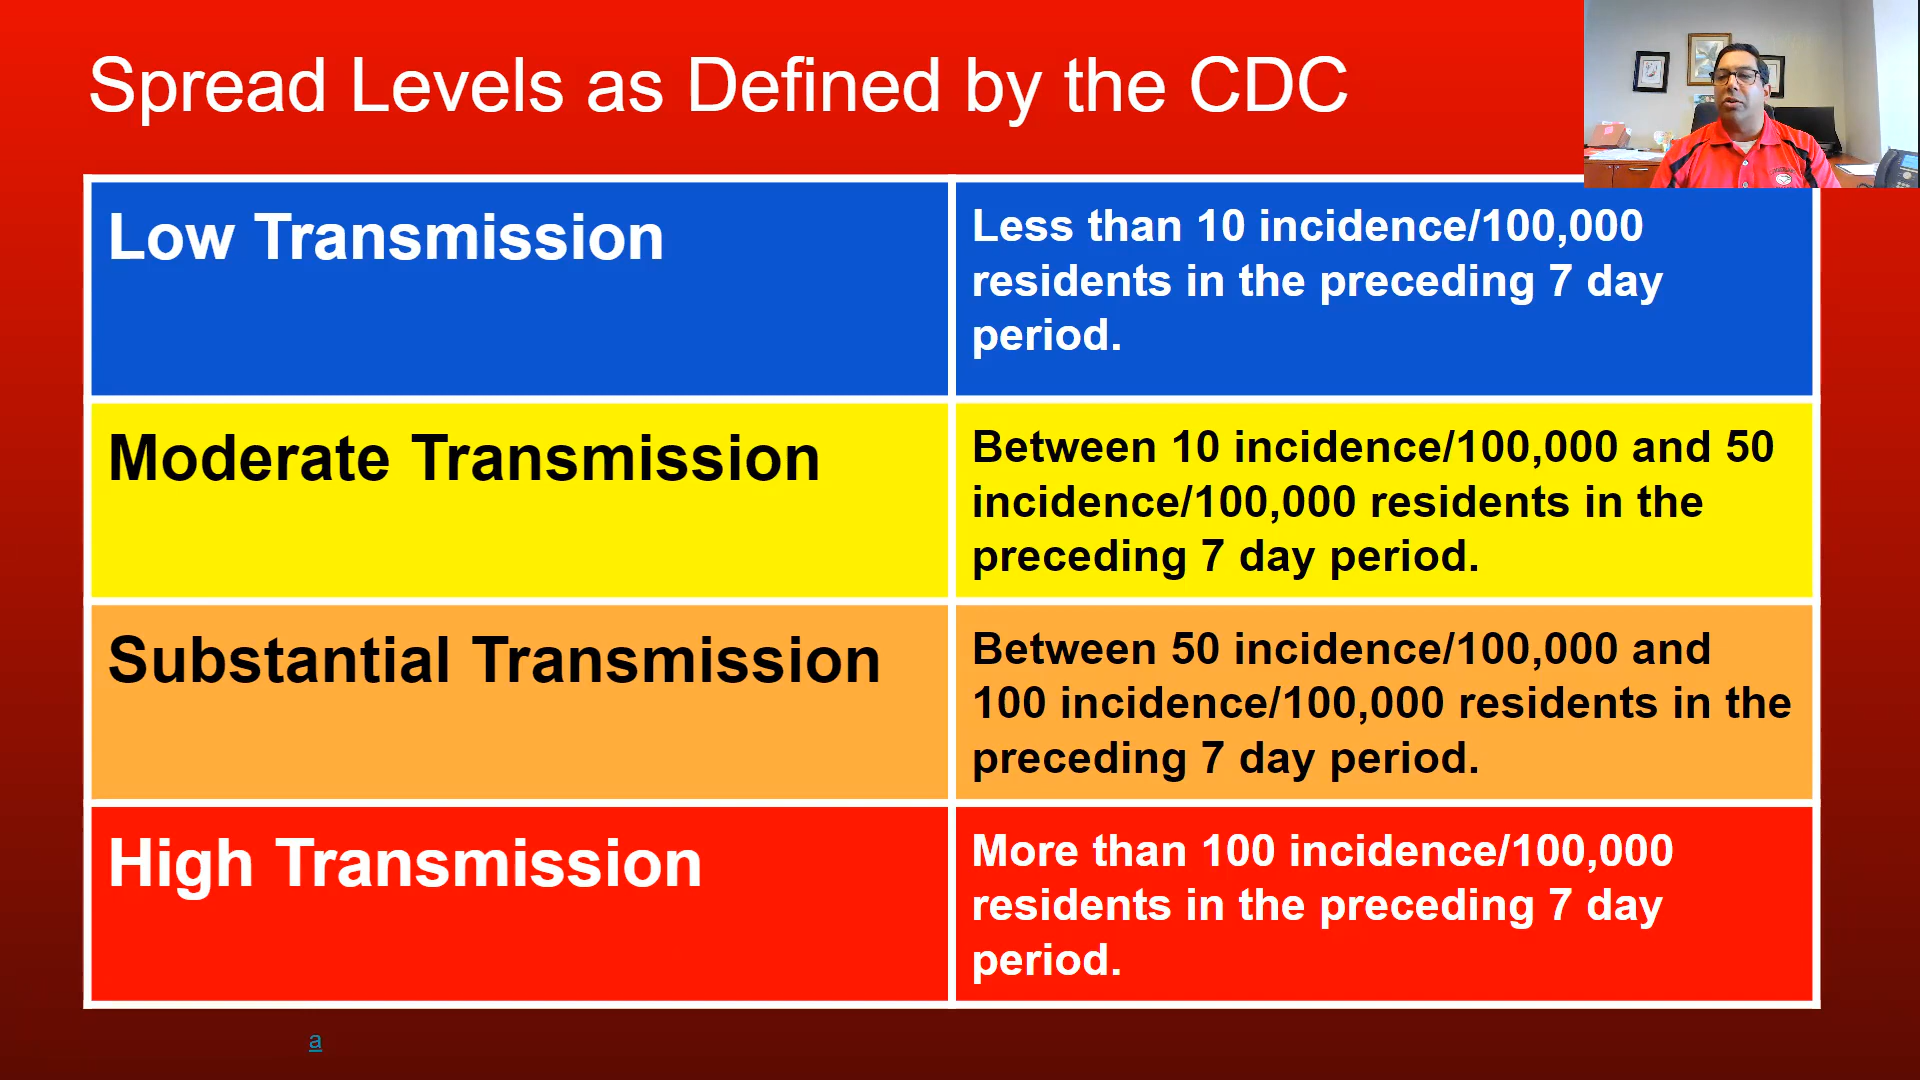 Spread Levels as Defined by the CDC
Low Transmission
Less than 10 incidence/100,000
residents in the preceding 7 day
period.
Moderate Transmission
Between 10 incidence/100,000 and 50
incidence/100,000 residents in the
preceding 7 day period.
Substantial Transmission
Between 50 incidence/100,000 and
100 incidence/100,000 residents in the
preceding 7 day period.
High Transmission
More than 100 incidence/100,000
residents in the preceding 7 day
period.
a